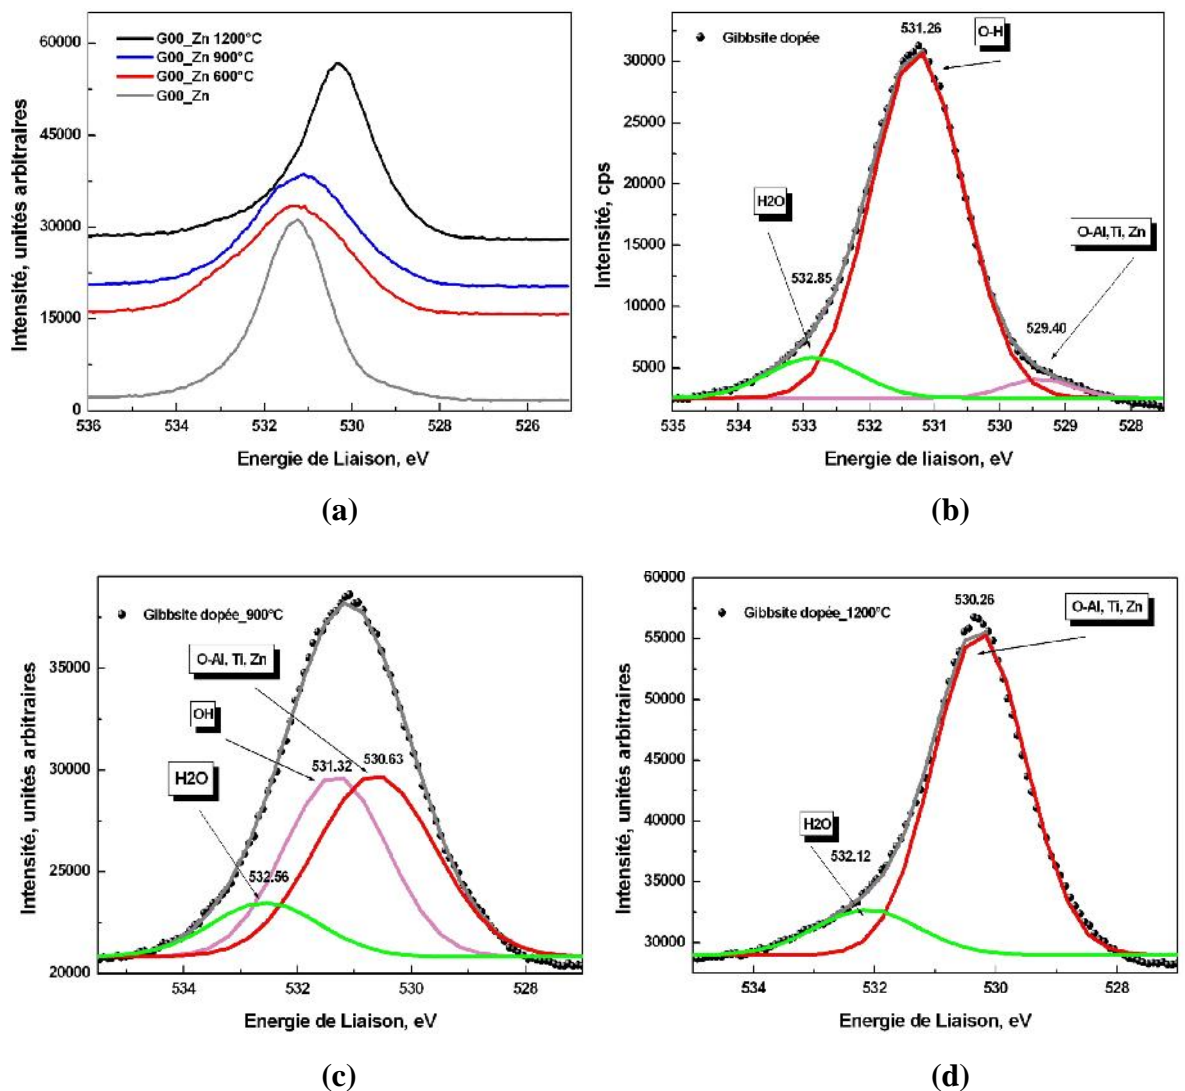 G00_Zn 1200°C
G00_Zn 900°C
G00_Zn 600°C
G00_Zn
60000
45000
30000
15000
0
Intensité, unités arbitraires
536 534 532 530 528 526
Energie de Liaison, eV
(a)
Gibbsite dopée
531.26
O-H
H2O
532.85
O-Al,Ti, Zn
529.40
30000
25000
20000
15000
10000
5000
Intensité, cps
535 534 533 532 531 530 529 528
Energie de liaison, eV
(b)
Gibbsite dopée_900°C
O-Al, Ti, Zn
OH
H2O
531.32 530.63
532.56
35000
30000
25000
20000
Intensité, unités arbitraires
534 532 530 528
Energie de Liaison, eV
(c)
Gibbsite dopée_1200°C
530.26
O-Al, Ti, Zn
H2O
532.12
60000
55000
50000
45000
40000
35000
30000
Intensité, unités arbitraires
534 532 530 528
Energie de Liaison, eV
(d)